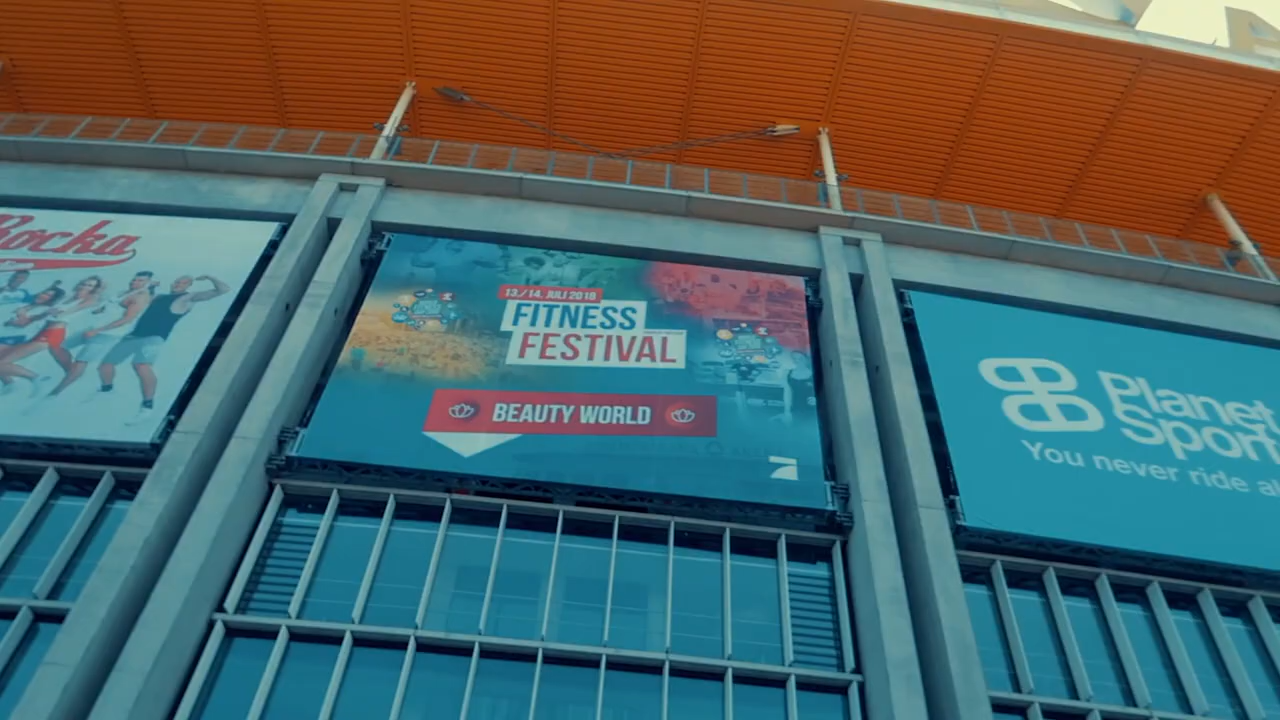 Rocka
13./14. JULI 2019
FITNESS
FESTIVAL
BEAUTY WORLD
Planet
Sport
You never ride al